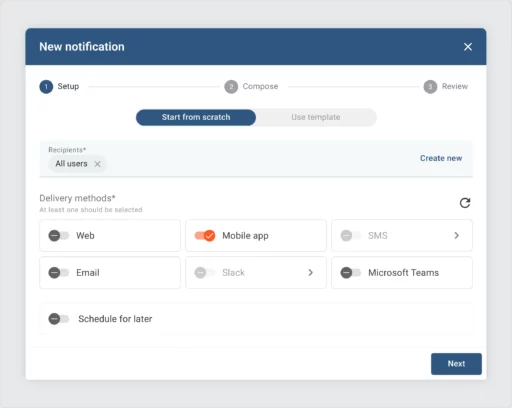 New notification
1 Setup
2 Compose
3 Review
Start from scratch
Use template
Recipients*
All users
Create new
Delivery methods*
At least one should be selected
Web
Mobile app
SMS
Email
Slack
Microsoft Teams
Schedule for later
Next